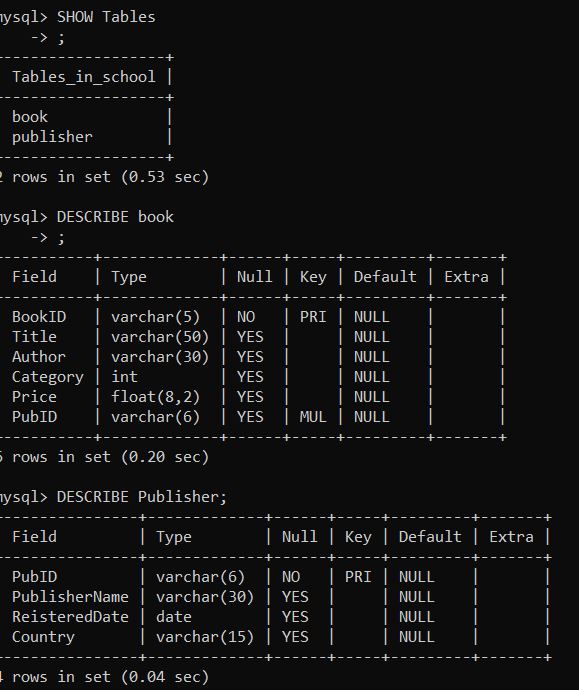 mysql> SHOW Tables
    -> ;
-------------------+
 Tables_in_school |
-------------------+
 book             |
 publisher        |
-------------------+
2 rows in set (0.53 sec)
mysql> DESCRIBE book
    -> ;
----------+-------------+------+-----+---------+-------+
 Field    | Type        | Null | Key | Default | Extra |
----------+-------------+------+-----+---------+-------+
 BookID   | varchar(5)  | NO   | PRI | NULL    |       |
 Title    | varchar(50) | YES  |     | NULL    |       |
 Author   | varchar(30) | YES  |     | NULL    |       |
 Category | int         | YES  |     | NULL    |       |
 Price    | float(8,2)  | YES  |     | NULL    |       |
 PubID    | varchar(6)  | YES  | MUL | NULL    |       |
----------+-------------+------+-----+---------+-------+
6 rows in set (0.20 sec)
mysql> DESCRIBE Publisher;
---------------+-------------+------+-----+---------+-------+
 Field         | Type        | Null | Key | Default | Extra |
---------------+-------------+------+-----+---------+-------+
 PubID         | varchar(6)  | NO   | PRI | NULL    |       |
 PublisherName | varchar(30) | YES  |     | NULL    |       |
 ReisteredDate | date        | YES  |     | NULL    |       |
 Country       | varchar(15) | YES  |     | NULL    |       |
---------------+-------------+------+-----+---------+-------+
4 rows in set (0.04 sec)